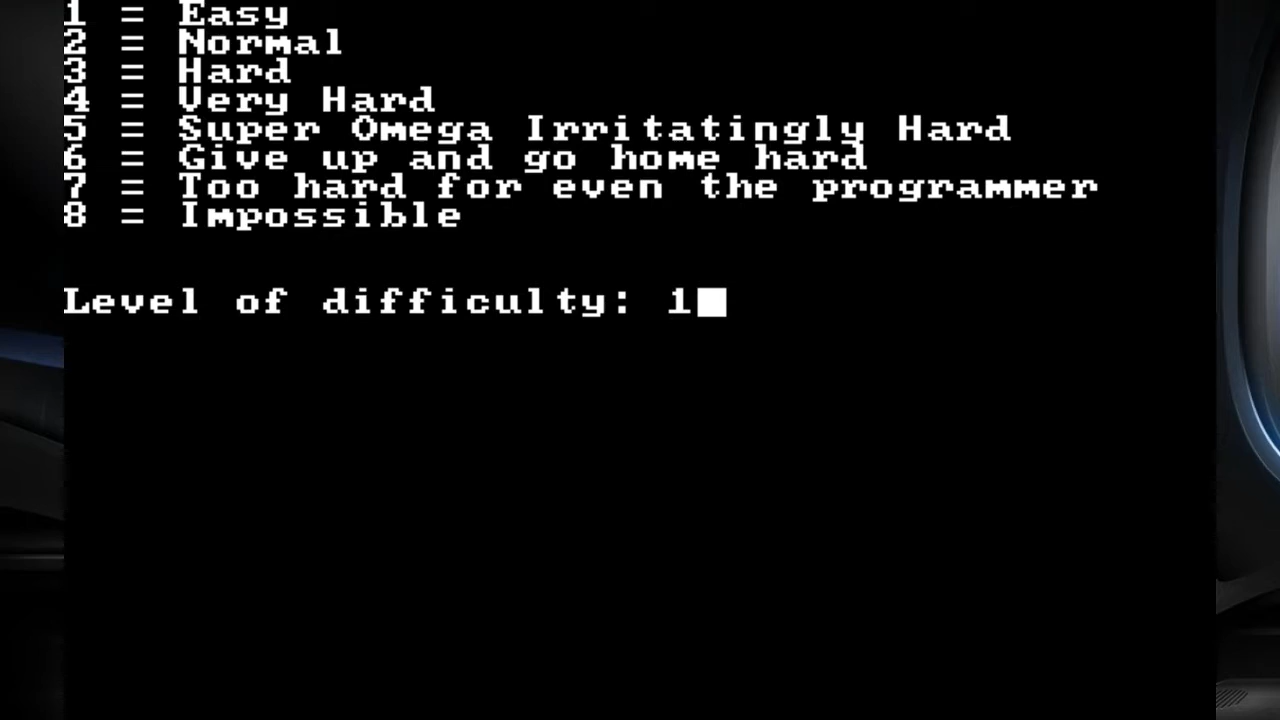 1 = Easy
2 = Normal
3 = Hard
4 = Very Hard
5 = Super Omega Irritatingly Hard
6 = Give up and go home hard
7 = Too hard for even the programmer
8 = Impossible
Level of difficulty: 1